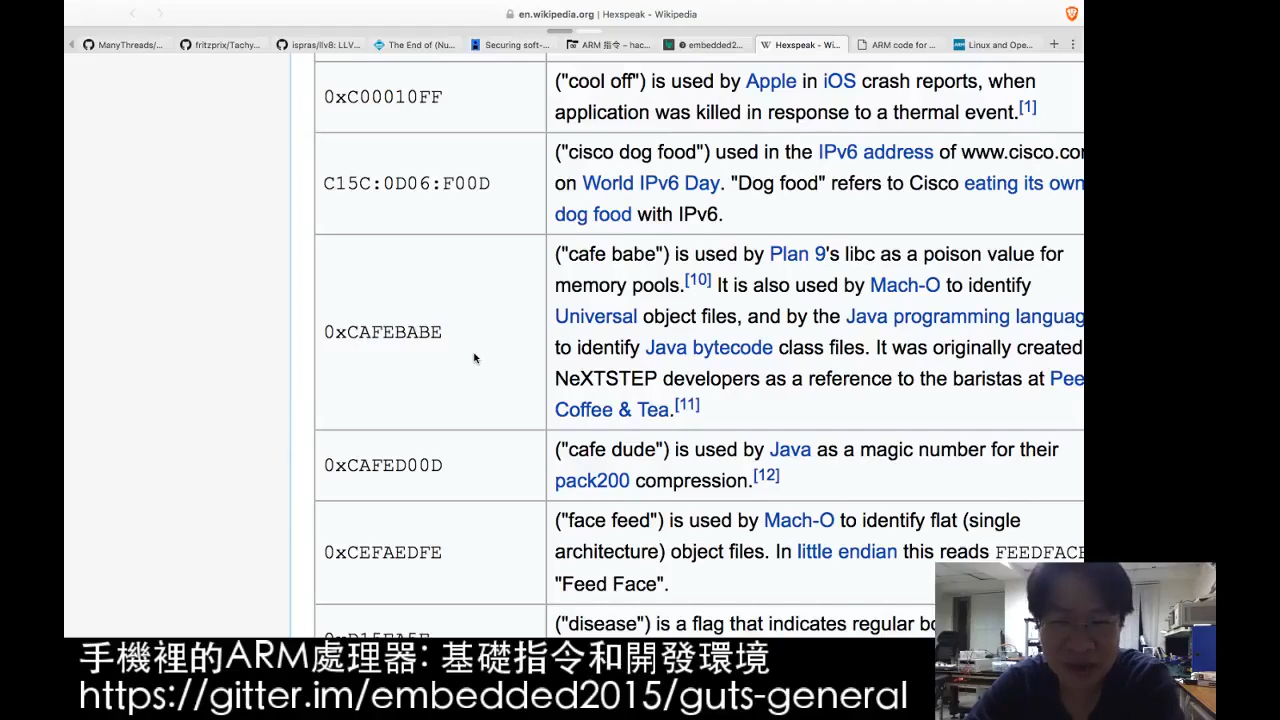 en.wikipedia.org | Hexspeak - Wikipedia
ManyThreads/... fritzprix/Tachy... ispras/llv8: LLV... The End of (Nu... Securing soft-... ARM 指令 – hac... embedded2... Hexspeak - Wi... ARM code for ... Linux and Ope...
0xC00010FF
("cool off") is used by Apple in iOS crash reports, when
application was killed in response to a thermal event.[1]
C15C:0D06:F00D
("cisco dog food") used in the IPv6 address of www.cisco.co
on World IPv6 Day. "Dog food" refers to Cisco eating its own
dog food with IPv6.
0xCAFEBABE
("cafe babe") is used by Plan 9's libc as a poison value for
memory pools.[10] It is also used by Mach-O to identify
Universal object files, and by the Java programming languag
to identify Java bytecode class files. It was originally created
NeXTSTEP developers as a reference to the baristas at Pee
Coffee & Tea.[11]
0xCAFED00D
("cafe dude") is used by Java as a magic number for their
pack200 compression.[12]
0xCEFAEDFE
("face feed") is used by Mach-O to identify flat (single
architecture) object files. In little endian this reads FEEDFACE
"Feed Face".
("disease") is a flag that indicates regular bo
手機裡的ARM處理器: 基礎指令和開發環境
https://gitter.im/embedded2015/guts-general